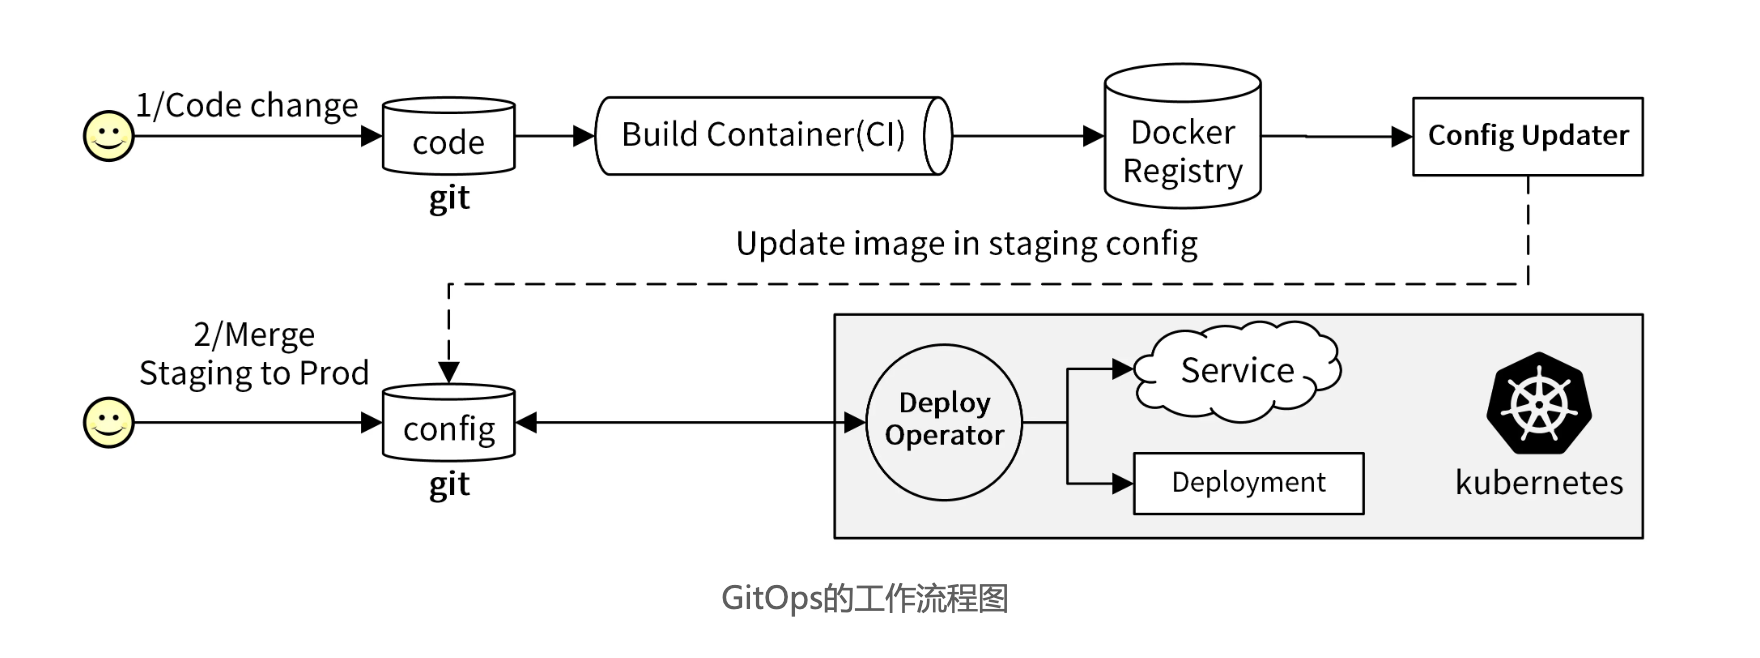 1/Code change
code
git
Build Container(CI)
Docker
Registry
Config Updater
Update image in staging config
2/Merge
Staging to Prod
config
git
Deploy
Operator
Service
Deployment
kubernetes
GitOps的工作流程图